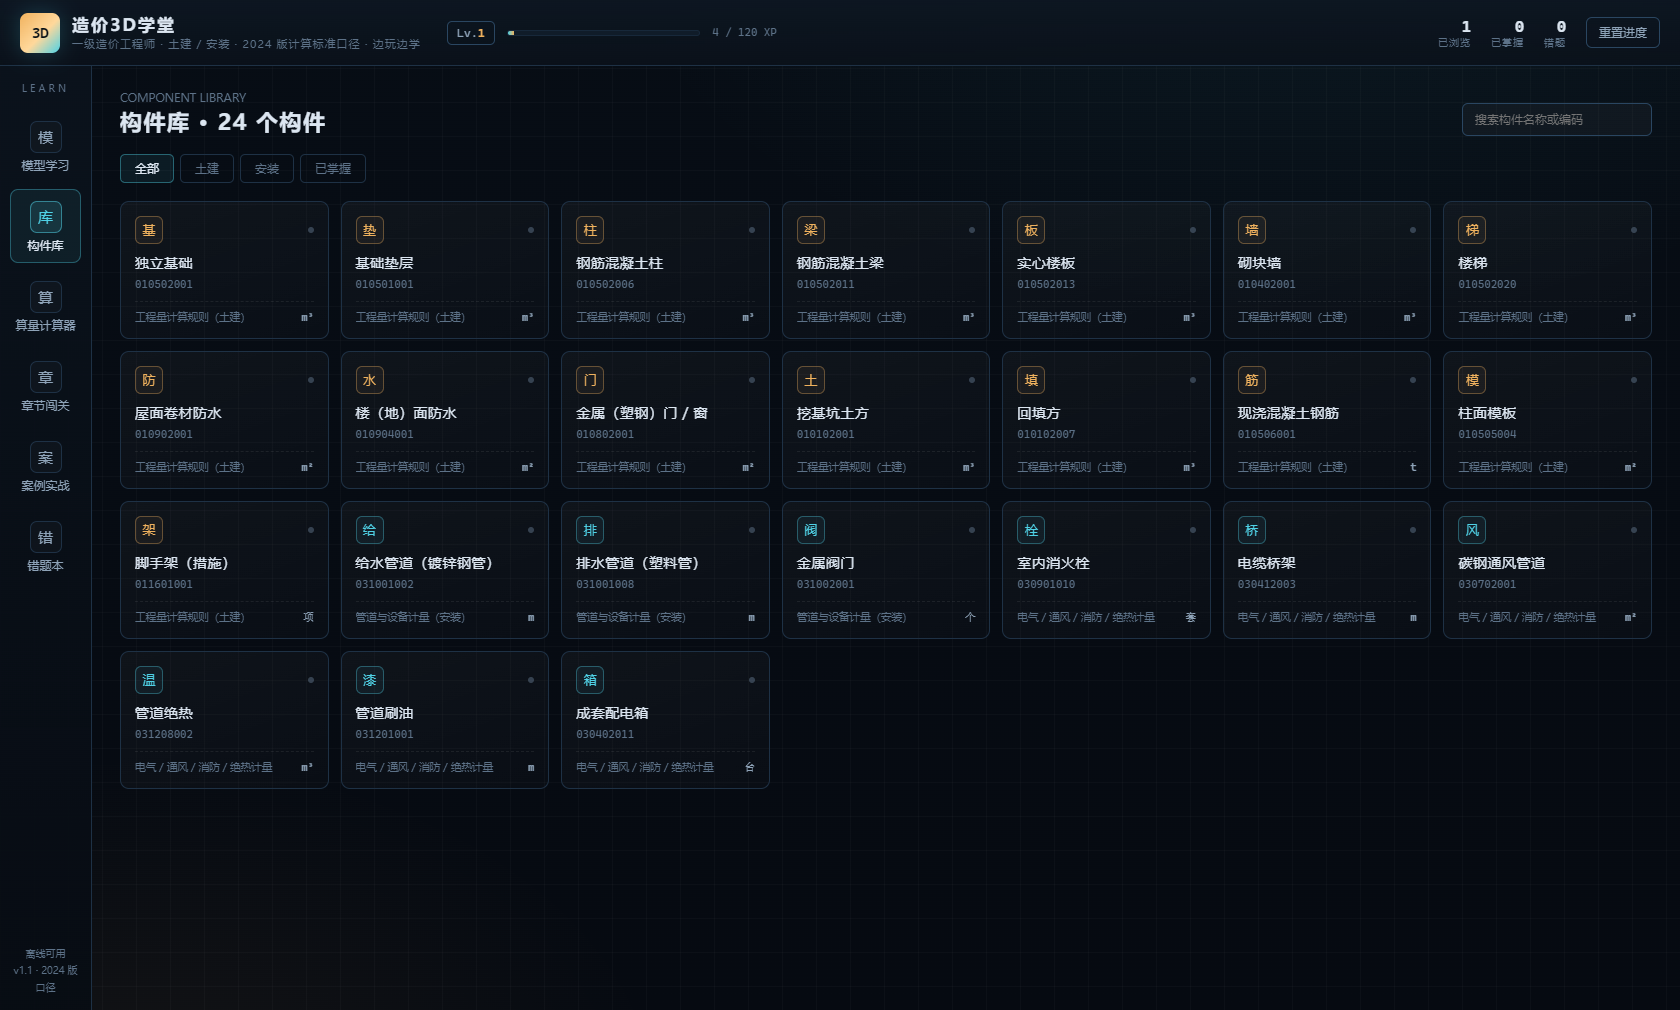 3D
造价3D学堂
一级造价工程师 · 土建 / 安装 · 2024 版计算标准口径 · 边玩边学
Lv.1
4 / 120 XP
1
已浏览
0
已掌握
0
错题
重置进度
LEARN
模
模型学习
库
构件库
算
算量计算器
章
章节闯关
案
案例实战
错
错题本
离线可用
v1.1 · 2024 版
口径
COMPONENT LIBRARY
构件库 · 24 个构件
搜索构件名称或编码
全部
土建
安装
已掌握
基
独立基础
010502001
工程量计算规则（土建）
m³
垫
基础垫层
010501001
工程量计算规则（土建）
m³
柱
钢筋混凝土柱
010502006
工程量计算规则（土建）
m³
梁
钢筋混凝土梁
010502011
工程量计算规则（土建）
m³
板
实心楼板
010502013
工程量计算规则（土建）
m³
墙
砌块墙
010402001
工程量计算规则（土建）
m³
梯
楼梯
010502020
工程量计算规则（土建）
m³
防
屋面卷材防水
010902001
工程量计算规则（土建）
m²
水
楼（地）面防水
010904001
工程量计算规则（土建）
m²
门
金属（塑钢）门 / 窗
010802001
工程量计算规则（土建）
m²
土
挖基坑土方
010102001
工程量计算规则（土建）
m³
填
回填方
010102007
工程量计算规则（土建）
m³
筋
现浇混凝土钢筋
010506001
工程量计算规则（土建）
t
模
柱面模板
010505004
工程量计算规则（土建）
m²
架
脚手架（措施）
011601001
工程量计算规则（土建）
项
给
给水管道（镀锌钢管）
031001002
管道与设备计量（安装）
m
排
排水管道（塑料管）
031001008
管道与设备计量（安装）
m
阀
金属阀门
031002001
管道与设备计量（安装）
个
栓
室内消火栓
030901010
电气 / 通风 / 消防 / 绝热计量
套
桥
电缆桥架
030412003
电气 / 通风 / 消防 / 绝热计量
m
风
碳钢通风管道
030702001
电气 / 通风 / 消防 / 绝热计量
m²
温
管道绝热
031208002
电气 / 通风 / 消防 / 绝热计量
m³
漆
管道刷油
031201001
电气 / 通风 / 消防 / 绝热计量
m
箱
成套配电箱
030402011
电气 / 通风 / 消防 / 绝热计量
台